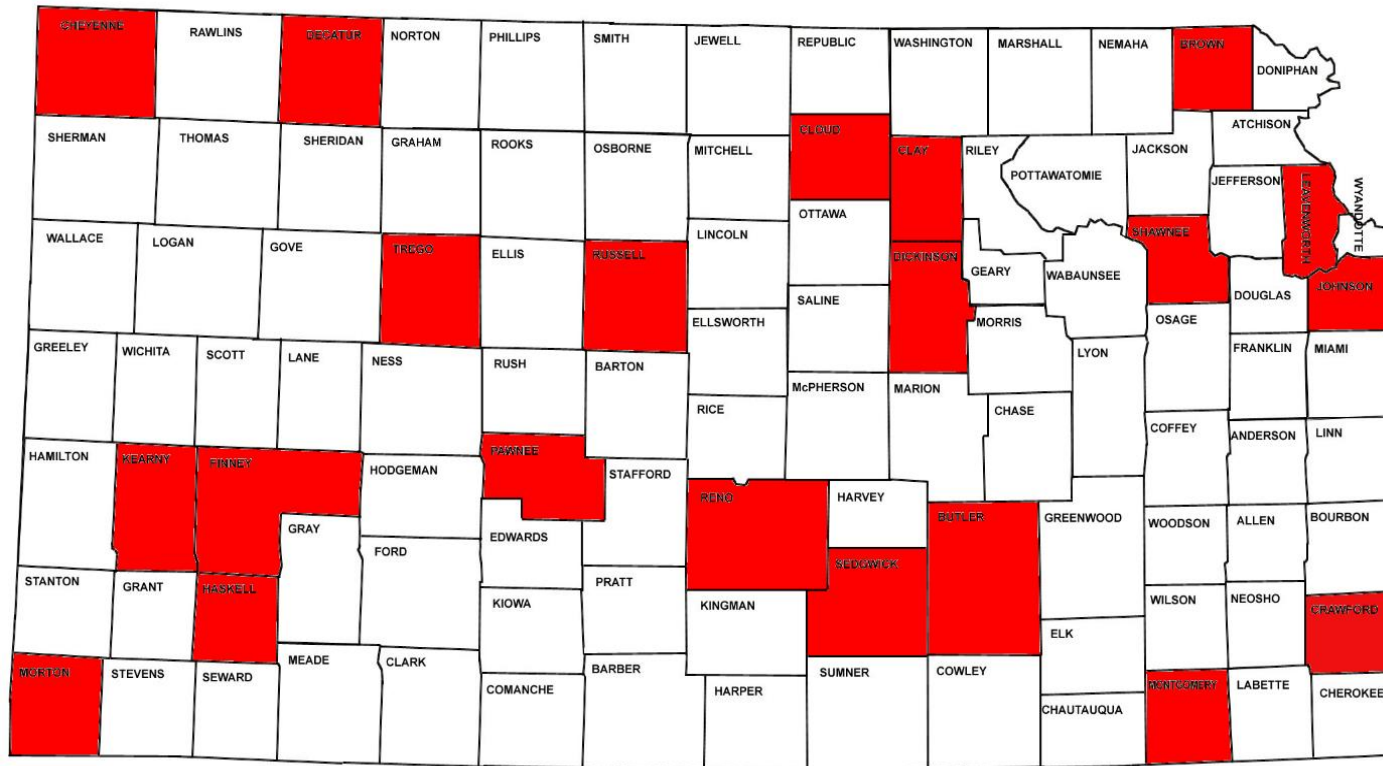 CHEYENNE
RAWLINS
DECATUR
NORTON
PHILLIPS
SMITH
JEWELL
REPUBLIC
WASHINGTON
MARSHALL
NEMAHA
BROWN
DONIPHAN
SHERMAN
THOMAS
SHERIDAN
GRAHAM
ROOKS
OSBORNE
MITCHELL
CLOUD
CLAY
RILEY
POTTAWATOMIE
JACKSON
ATCHISON
JEFFERSON
LEAVENWORTH
WYANDOTTE
WALLACE
LOGAN
GOVE
TREGO
ELLIS
RUSSELL
LINCOLN
OTTAWA
DICKINSON
GEARY
WABAUNSEE
SHAWNEE
DOUGLAS
JOHNSON
ELLSWORTH
SALINE
MORRIS
OSAGE
GREELEY
WICHITA
SCOTT
LANE
NESS
RUSH
BARTON
RICE
McPHERSON
MARION
CHASE
LYON
FRANKLIN
MIAMI
HAMILTON
KEARNY
FINNEY
HODGEMAN
PAWNEE
STAFFORD
RENO
HARVEY
BUTLER
GREENWOOD
COFFEY
ANDERSON
LINN
GRAY
FORD
EDWARDS
SEDGWICK
WOODSON
ALLEN
BOURBON
STANTON
GRANT
HASKELL
KIOWA
PRATT
KINGMAN
ELK
WILSON
NEOSHO
CRAWFORD
MORTON
STEVENS
SEWARD
MEADE
CLARK
COMANCHE
BARBER
HARPER
SUMNER
COWLEY
CHAUTAUQUA
MONTGOMERY
LABETTE
CHEROKEE